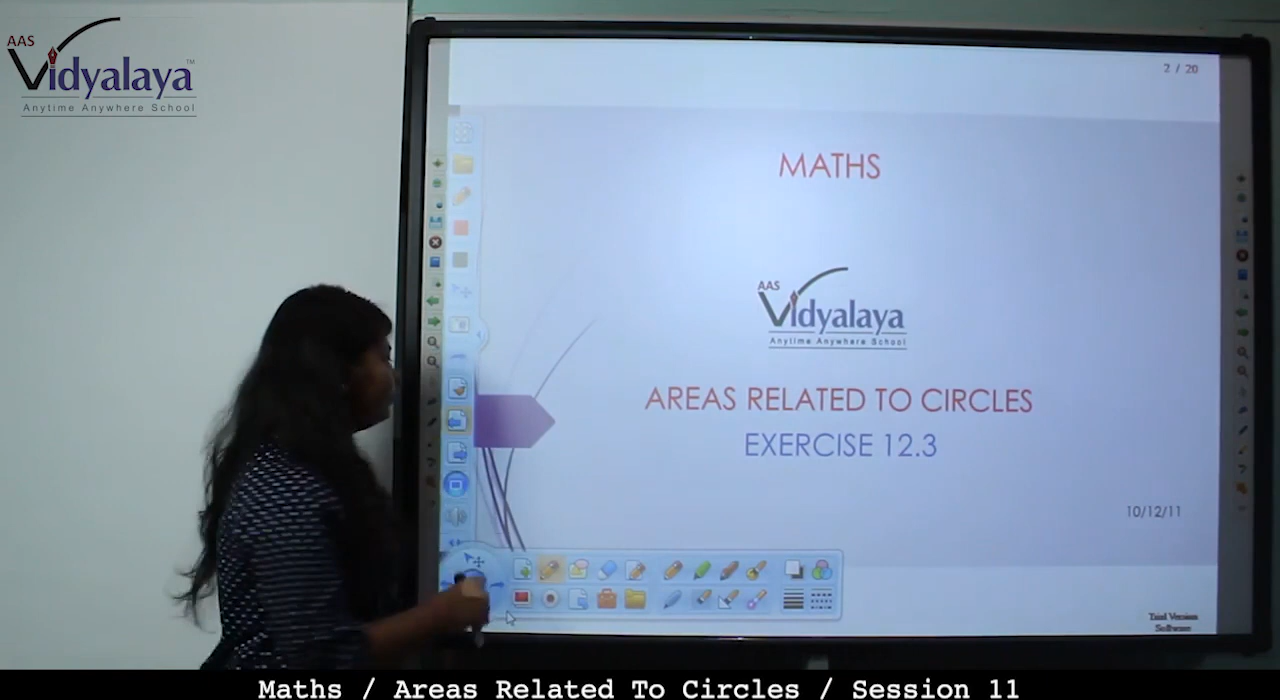 AAS
Vidyalaya TM
Anytime Anywhere School
2 / 20
MATHS
AAS
Vidyalaya
Anytime Anywhere School
AREAS RELATED TO CIRCLES
EXERCISE 12.3
10/12/11
Trial Version
Software
Maths / Areas Related To Circles / Session 11